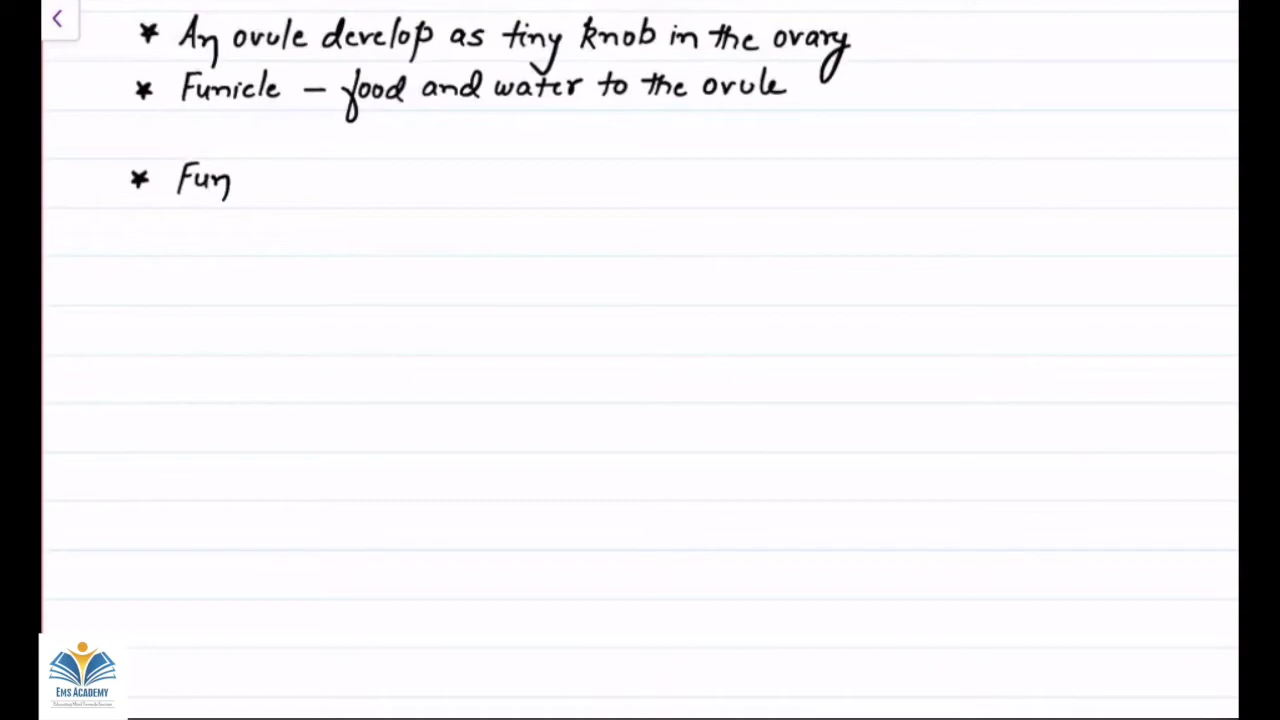 * An ovule develop as tiny knob in the ovary
* Funicle – food and water to the ovule
* Fun
EMS ACADEMY